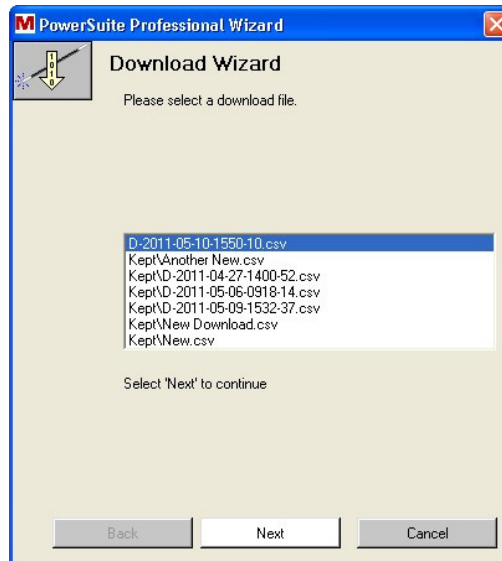 M PowerSuite Professional Wizard
1010
Download Wizard
Please select a download file.
D-2011-05-10-1550-10.csv
Kept\Another New.csv
Kept\D-2011-04-27-1400-52.csv
Kept\D-2011-05-06-0918-14.csv
Kept\D-2011-05-09-1532-37.csv
Kept\New Download.csv
Kept\New.csv
Select 'Next' to continue
Back Next Cancel